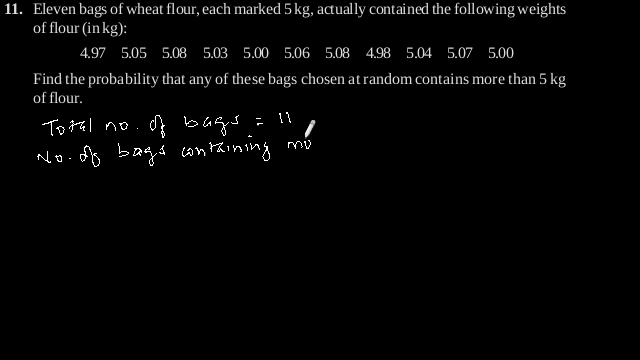 11. Eleven bags of wheat flour, each marked 5 kg, actually contained the following weights
of flour (in kg):
4.97 5.05 5.08 5.03 5.00 5.06 5.08 4.98 5.04 5.07 5.00
Find the probability that any of these bags chosen at random contains more than 5 kg
of flour.
Total no. of bags = 11
No. of bags containing mo